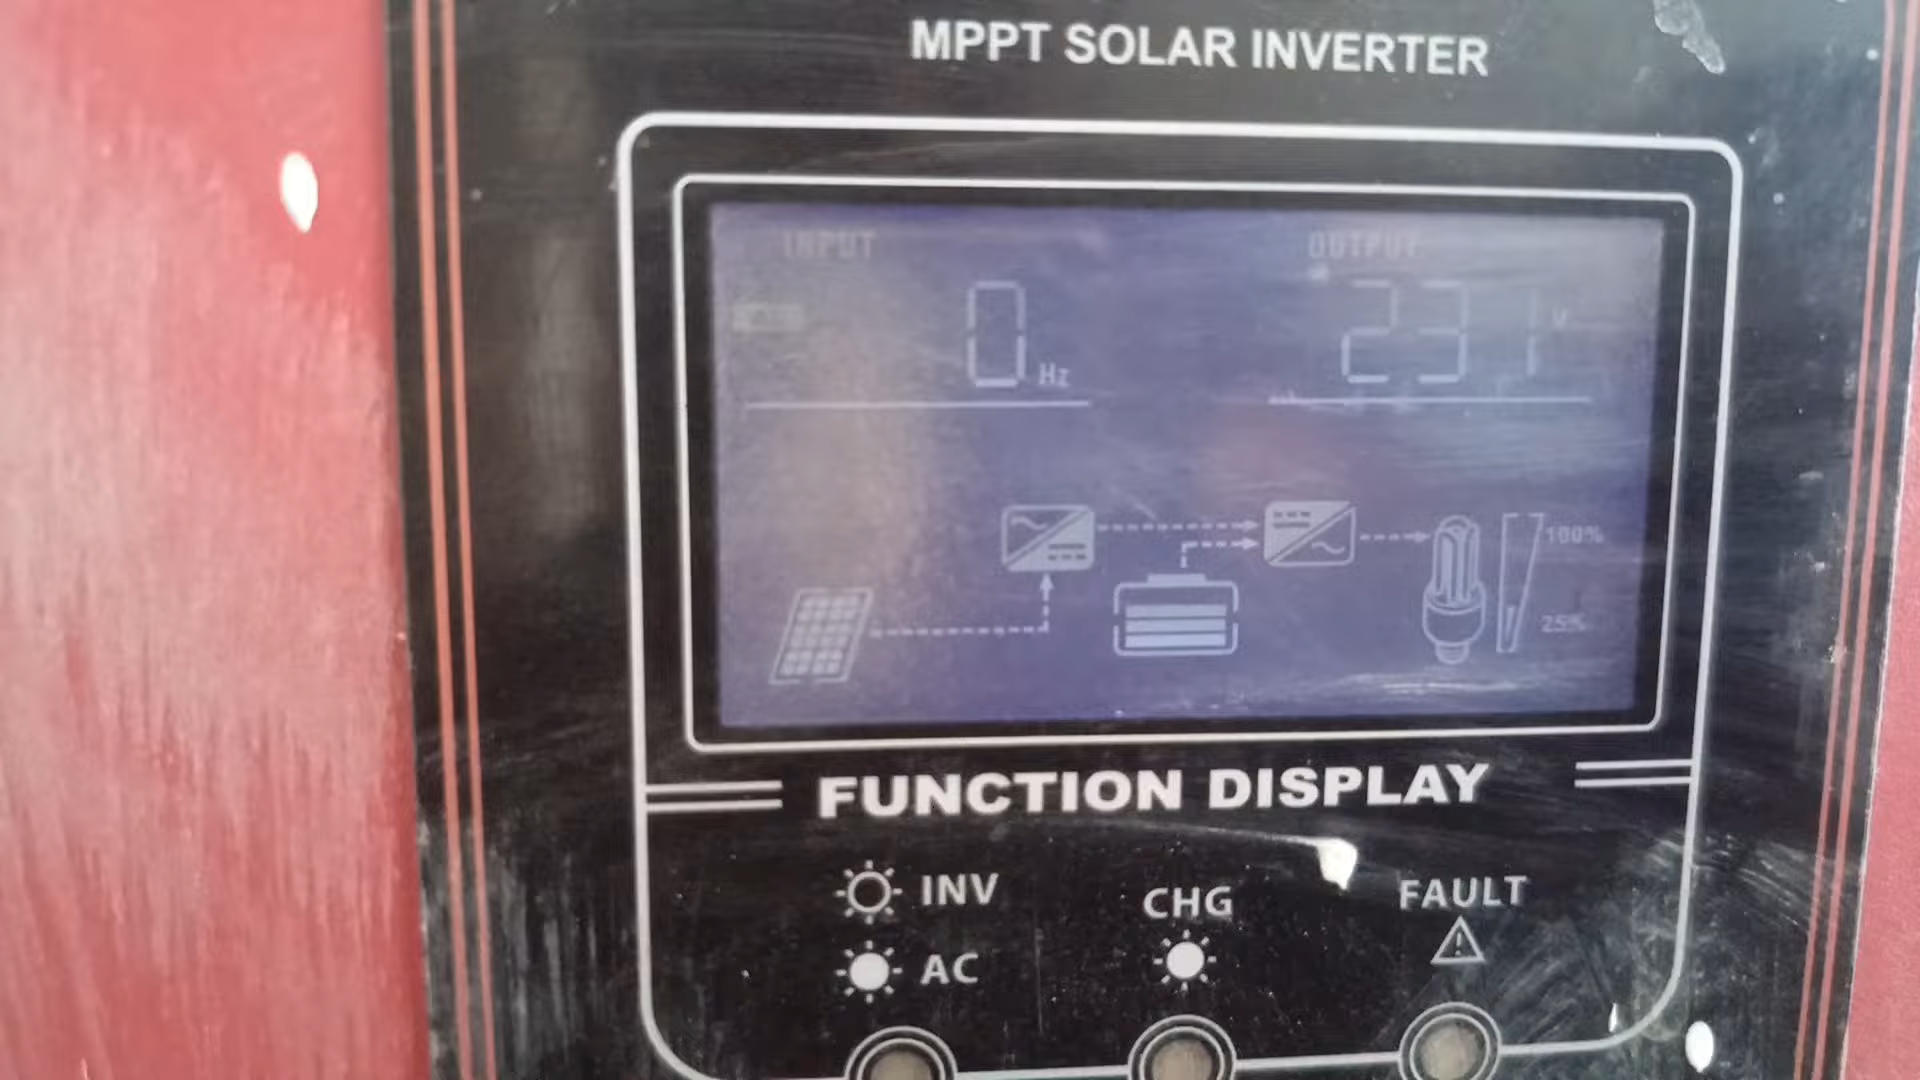 MPPT SOLAR INVERTER
INPUT OUTPUT
0 Hz 231 V
100%
25%
FUNCTION DISPLAY
INV CHG FAULT
AC